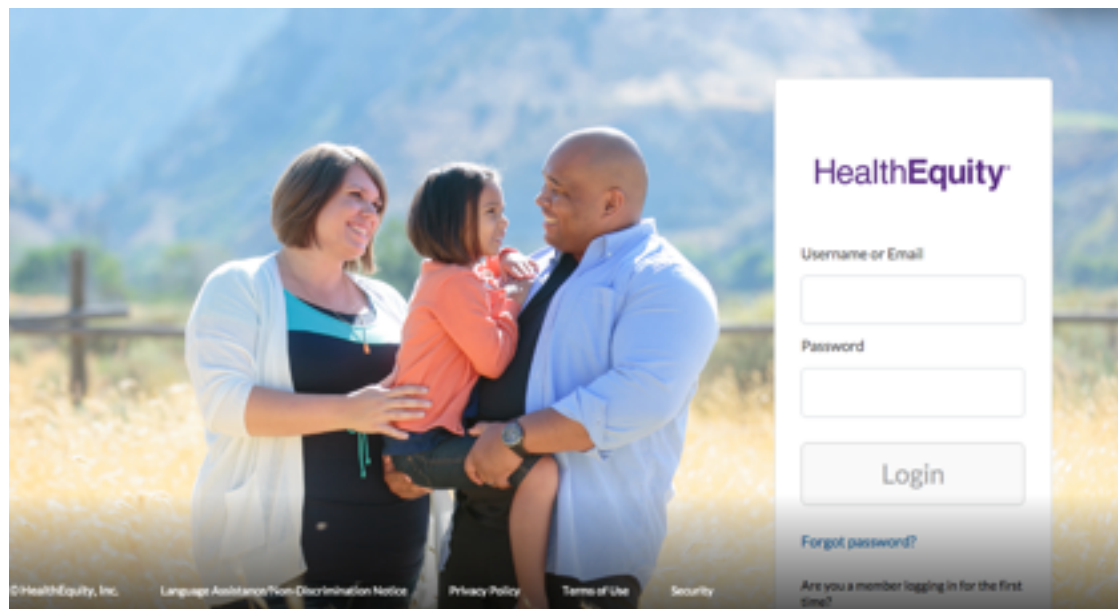 HealthEquity
Username or Email
Password
Login
Forgot password?
Are you a member logging in for the first
time?
© HealthEquity, Inc. Language Assistance/Non-Discrimination Notice Privacy Policy Terms of Use Security